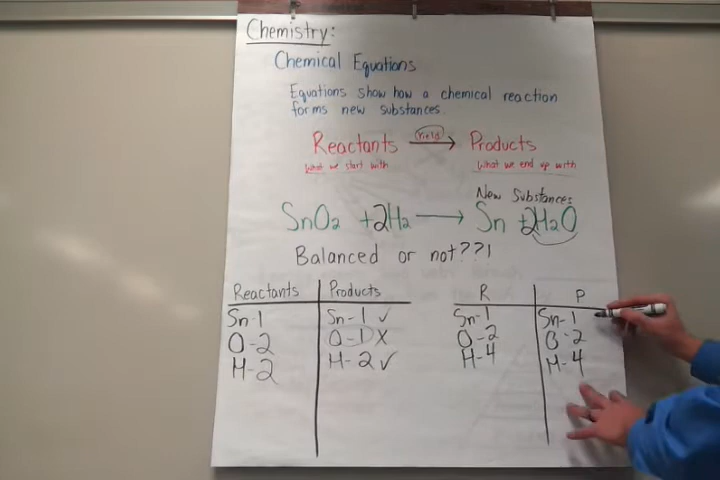 Chemistry:
Chemical Equations
Equations show how a chemical reaction
forms new substances.
Reactants yield → Products
What we start with What we end up with
New Substances
SnO₂ + 2H₂ → Sn + 2H₂O
Balanced or not??!
Reactants Products R P
Sn-1 Sn-1 ✓ Sn-1 Sn-1
O-2 O-1 X O-2 O-2
H-2 H-2 ✓ H-4 H-4